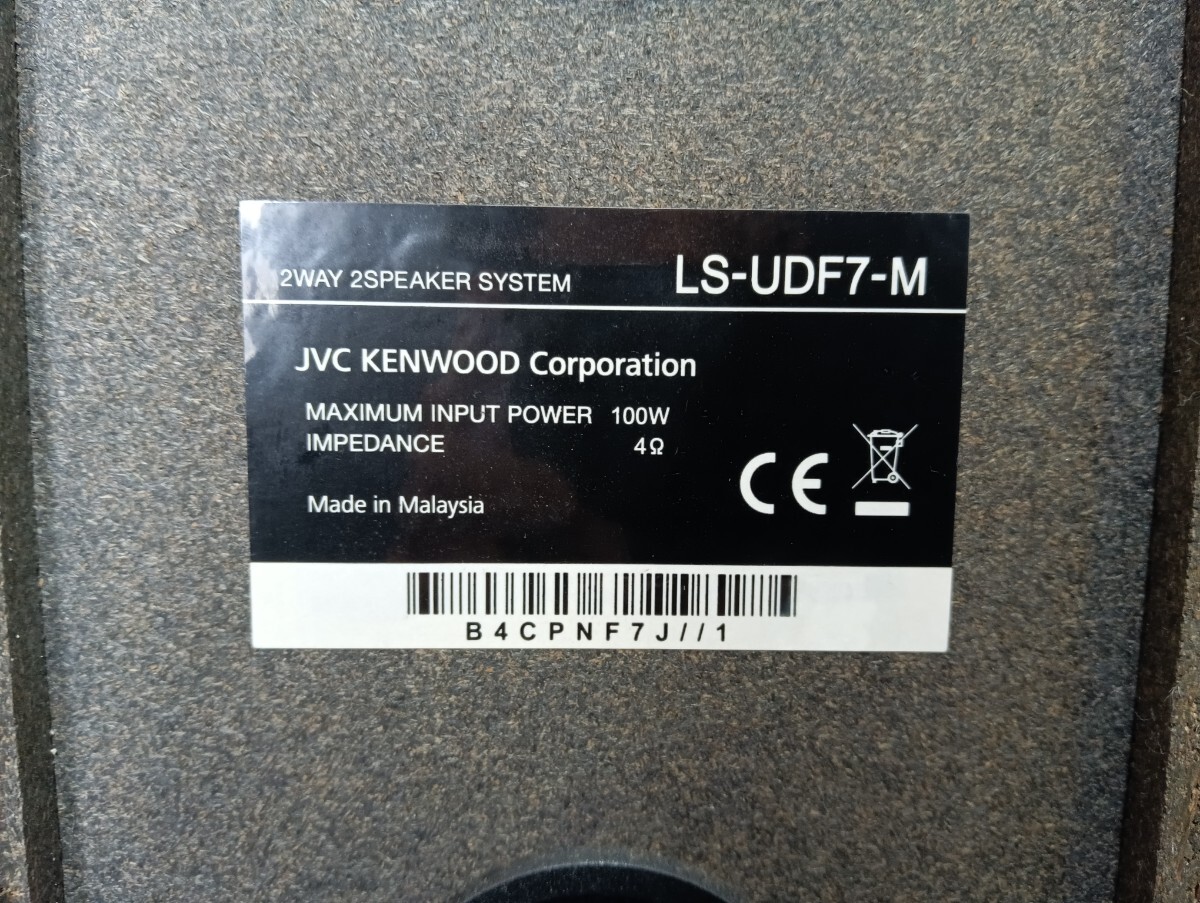 2WAY 2SPEAKER SYSTEM LS-UDF7-M
JVC KENWOOD Corporation
MAXIMUM INPUT POWER 100W
IMPEDANCE 4Ω
Made in Malaysia
CE
B4CPNF7J//1